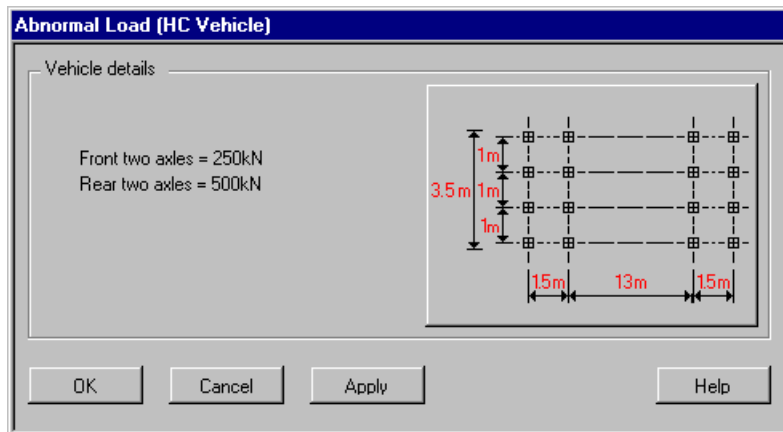 Abnormal Load (HC Vehicle)
Vehicle details
Front two axles = 250kN
Rear two axles = 500kN
1m
3.5m 1m
1m
1.5m 13m 1.5m
OK Cancel Apply Help